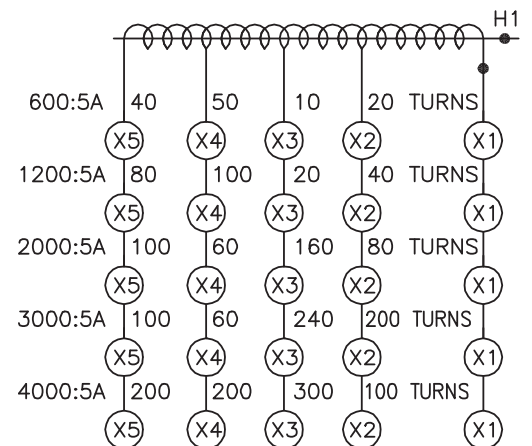 H1
600:5A 40 50 10 20 TURNS
X5 X4 X3 X2 X1
1200:5A 80 100 20 40 TURNS
X5 X4 X3 X2 X1
2000:5A 100 60 160 80 TURNS
X5 X4 X3 X2 X1
3000:5A 100 60 240 200 TURNS
X5 X4 X3 X2 X1
4000:5A 200 200 300 100 TURNS
X5 X4 X3 X2 X1